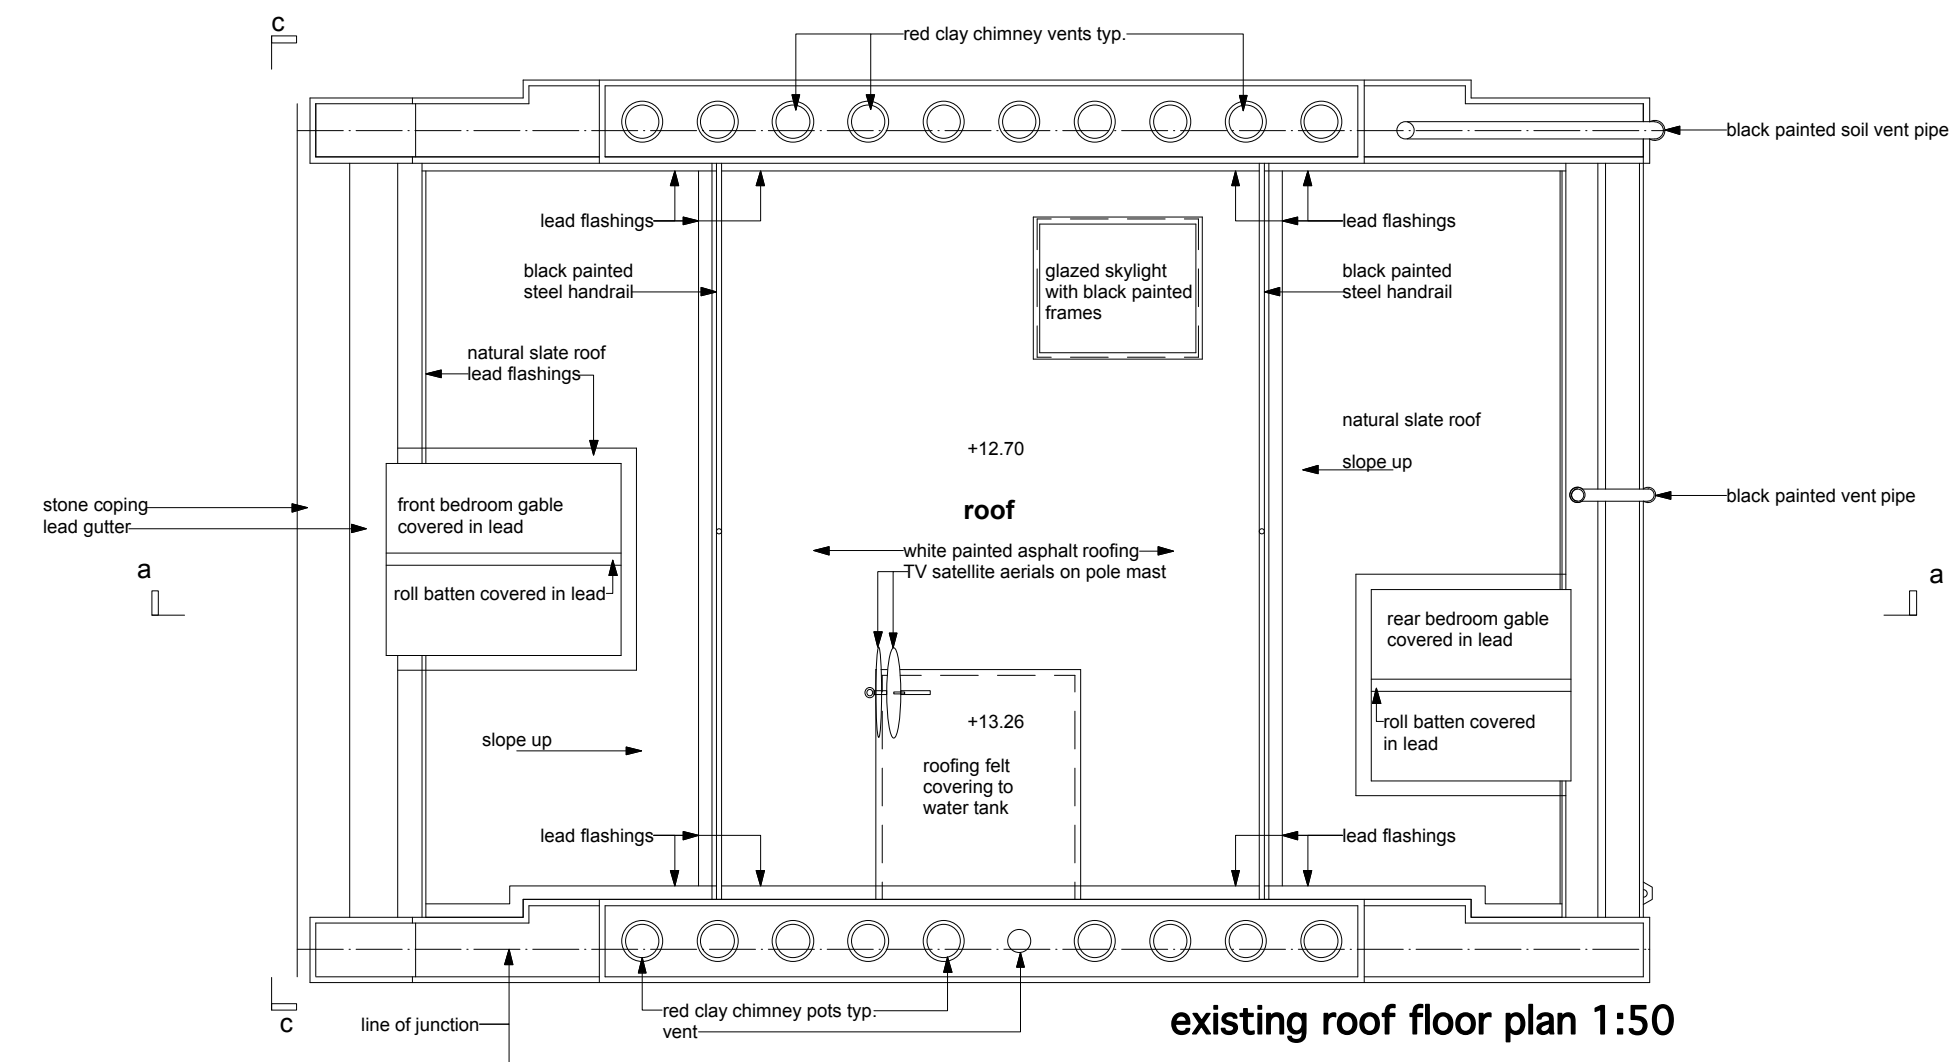 c
red clay chimney vents typ.
black painted soil vent pipe
lead flashings
lead flashings
black painted
steel handrail
glazed skylight
with black painted
frames
black painted
steel handrail
natural slate roof
lead flashings
natural slate roof
+12.70
slope up
stone coping
lead gutter
front bedroom gable
covered in lead
roof
black painted vent pipe
white painted asphalt roofing
TV satellite aerials on pole mast
a
a
roll batten covered in lead
rear bedroom gable
covered in lead
+13.26
roll batten covered
in lead
slope up
roofing felt
covering to
water tank
lead flashings
lead flashings
red clay chimney pots typ.
vent
c
line of junction
existing roof floor plan 1:50